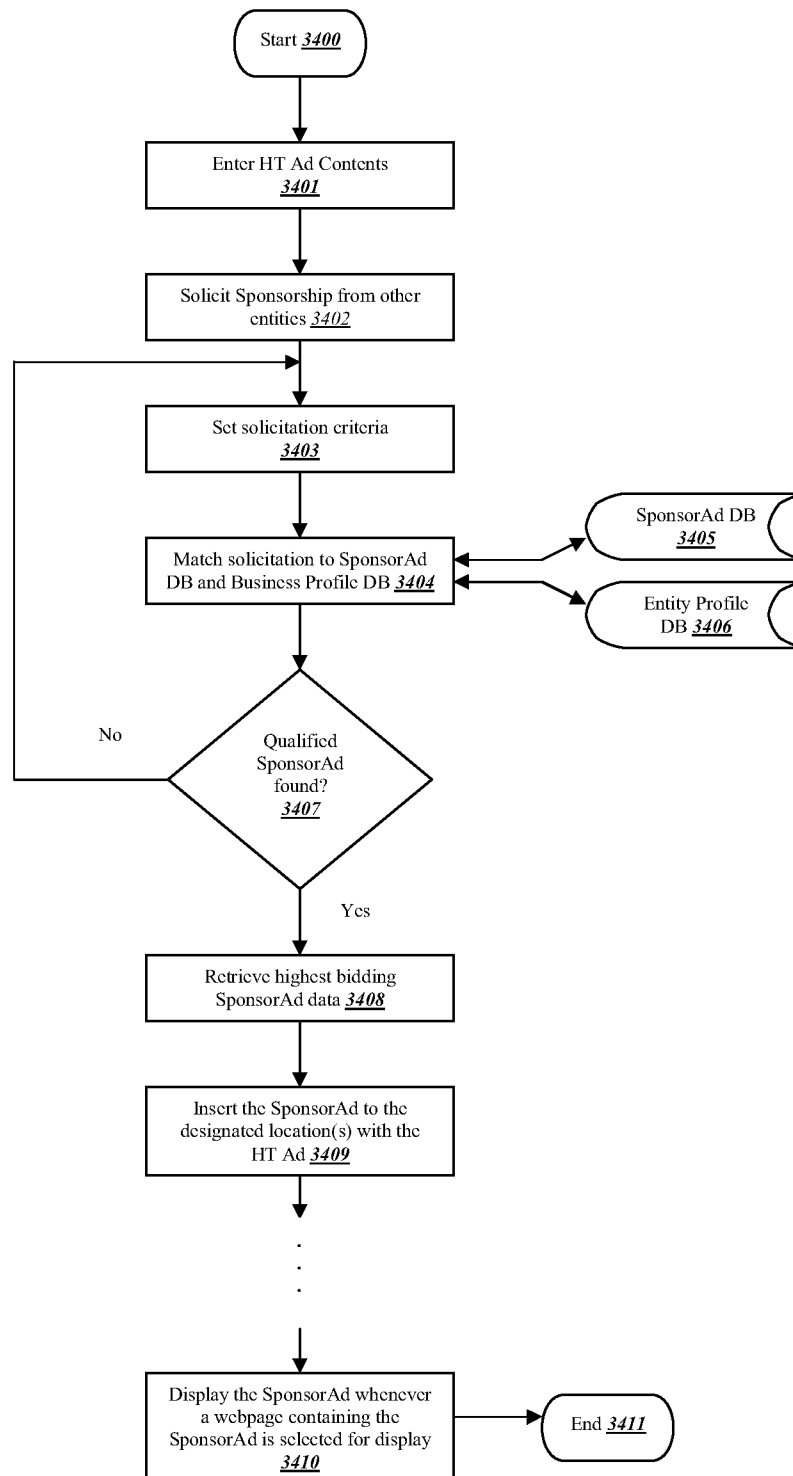 Start 3400
Enter HT Ad Contents
3401
Solicit Sponsorship from other
entities 3402
Set solicitation criteria
3403
Match solicitation to SponsorAd
DB and Business Profile DB 3404
SponsorAd DB
3405
Entity Profile
DB 3406
No
Qualified
SponsorAd
found?
3407
Yes
Retrieve highest bidding
SponsorAd data 3408
Insert the SponsorAd to the
designated location(s) with the
HT Ad 3409
Display the SponsorAd whenever
a webpage containing the
SponsorAd is selected for display
3410
End 3411